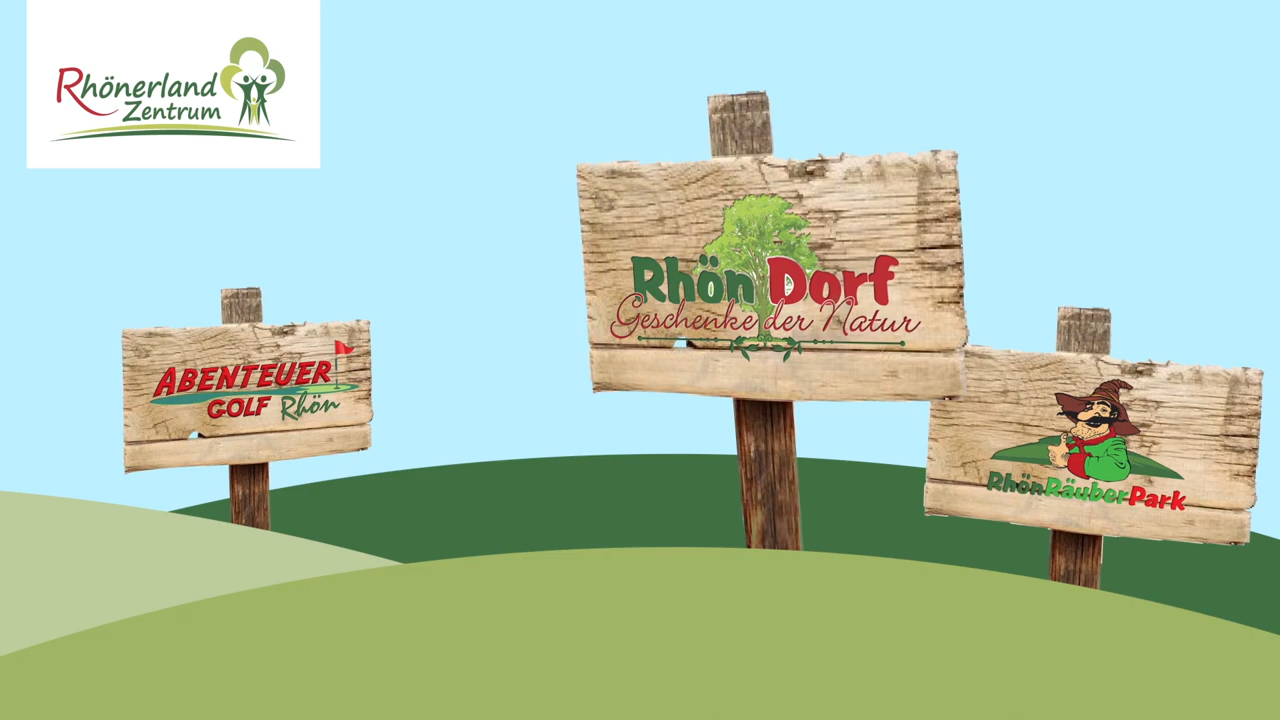 Rhönerland
Zentrum
Rhön Dorf
Geschenke der Natur
ABENTEUER
GOLF Rhön
RhönRäuberPark